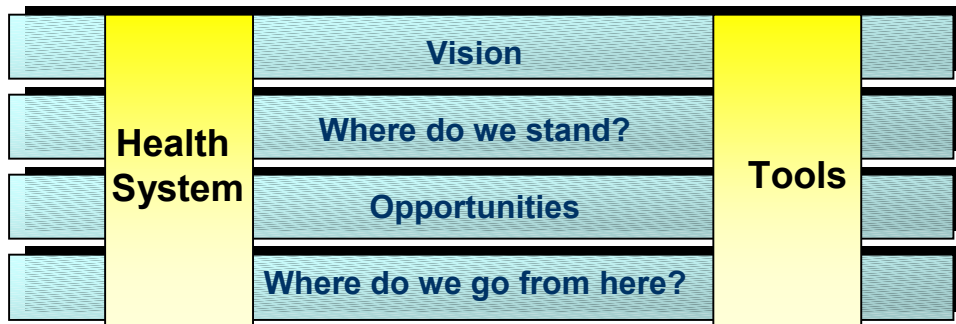 Vision
Where do we stand?
Health
System
Tools
Opportunities
Where do we go from here?